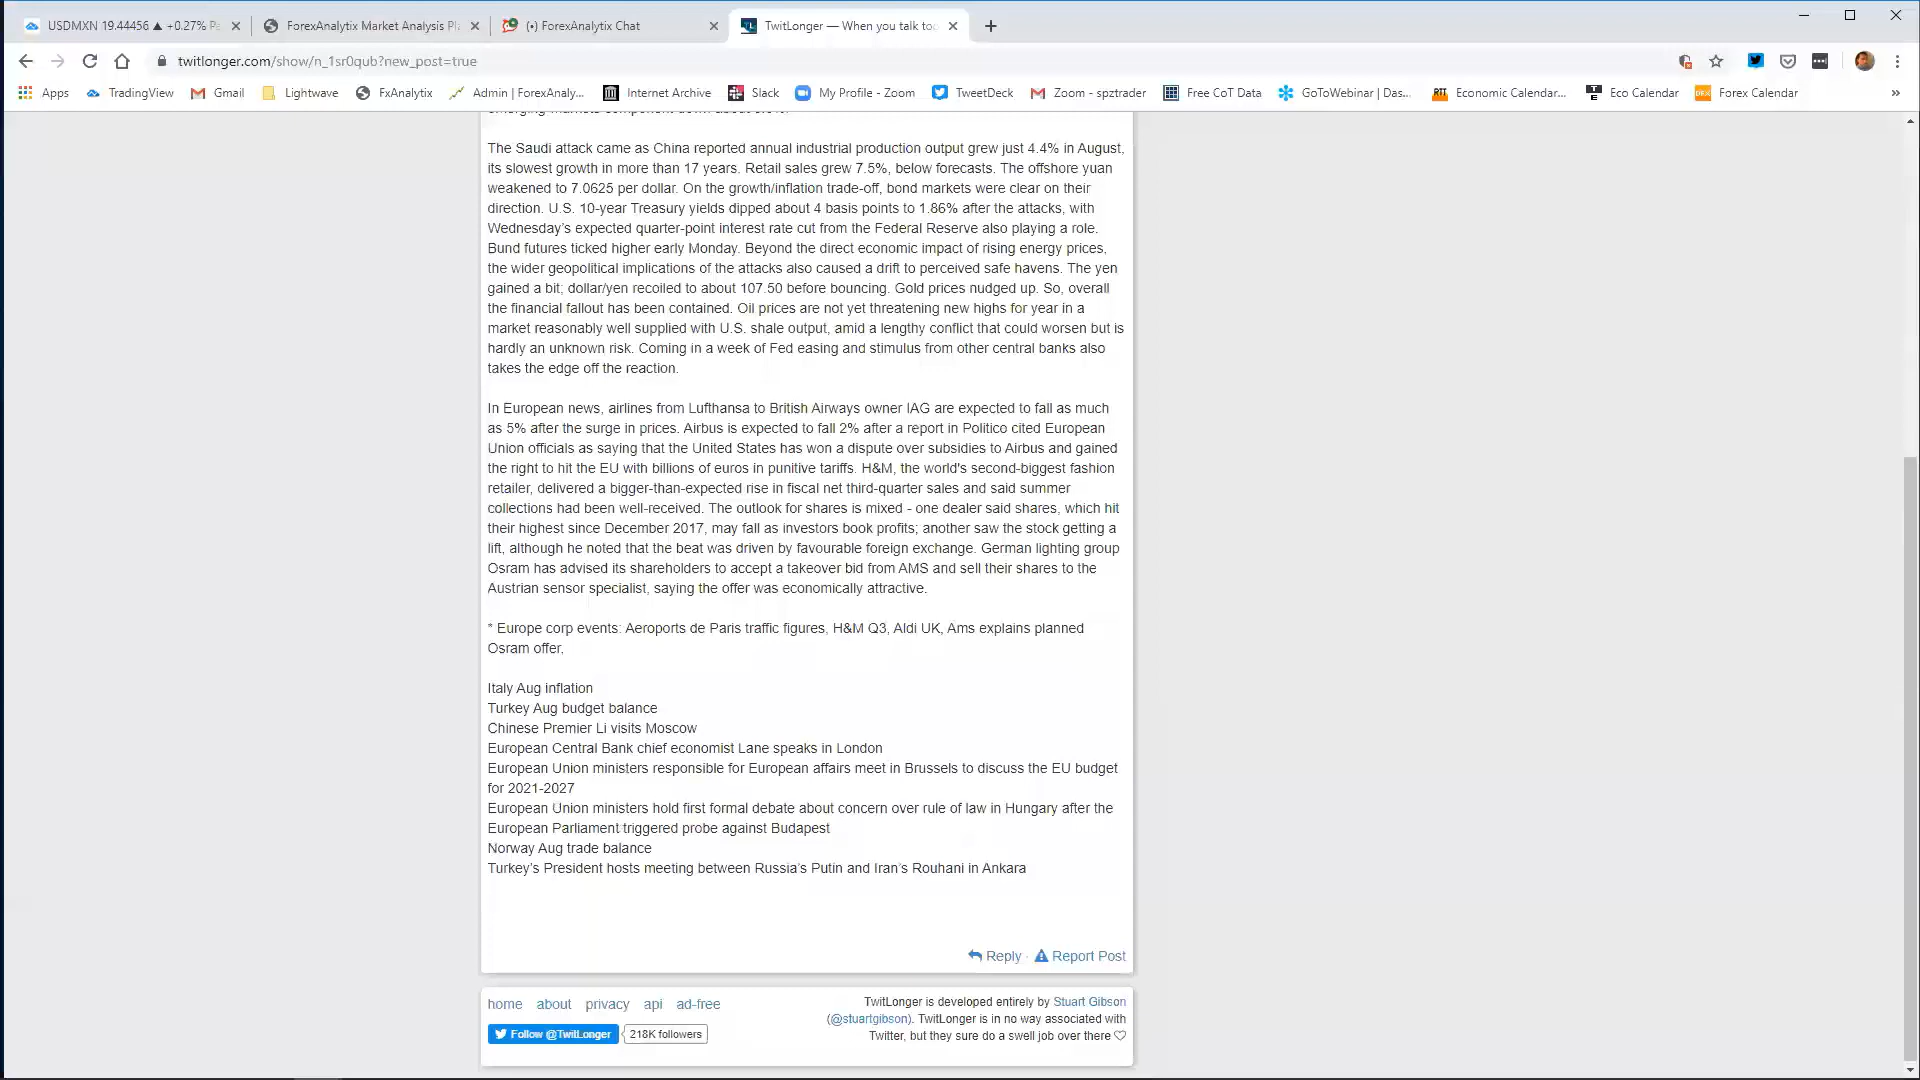 USDMXN 19.44456 ▲ +0.27%
ForexAnalytix Market Analysis Pl
(•) ForexAnalytix Chat
TwitLonger — When you talk too
twitlonger.com/show/n_1sr0qub?new_post=true
Apps
TradingView
Gmail
Lightwave
FxAnalytix
Admin | ForexAnaly...
Internet Archive
Slack
My Profile - Zoom
TweetDeck
Zoom - spztrader
Free CoT Data
GoToWebinar | Das...
RTT
Economic Calendar...
Eco Calendar
Forex Calendar
»
The Saudi attack came as China reported annual industrial production output grew just 4.4% in August,
its slowest growth in more than 17 years. Retail sales grew 7.5%, below forecasts. The offshore yuan
weakened to 7.0625 per dollar. On the growth/inflation trade-off, bond markets were clear on their
direction. U.S. 10-year Treasury yields dipped about 4 basis points to 1.86% after the attacks, with
Wednesday's expected quarter-point interest rate cut from the Federal Reserve also playing a role.
Bund futures ticked higher early Monday. Beyond the direct economic impact of rising energy prices,
the wider geopolitical implications of the attacks also caused a drift to perceived safe havens. The yen
gained a bit; dollar/yen recoiled to about 107.50 before bouncing. Gold prices nudged up. So, overall
the financial fallout has been contained. Oil prices are not yet threatening new highs for year in a
market reasonably well supplied with U.S. shale output, amid a lengthy conflict that could worsen but is
hardly an unknown risk. Coming in a week of Fed easing and stimulus from other central banks also
takes the edge off the reaction.
In European news, airlines from Lufthansa to British Airways owner IAG are expected to fall as much
as 5% after the surge in prices. Airbus is expected to fall 2% after a report in Politico cited European
Union officials as saying that the United States has won a dispute over subsidies to Airbus and gained
the right to hit the EU with billions of euros in punitive tariffs. H&M, the world's second-biggest fashion
retailer, delivered a bigger-than-expected rise in fiscal net third-quarter sales and said summer
collections had been well-received. The outlook for shares is mixed - one dealer said shares, which hit
their highest since December 2017, may fall as investors book profits; another saw the stock getting a
lift, although he noted that the beat was driven by favourable foreign exchange. German lighting group
Osram has advised its shareholders to accept a takeover bid from AMS and sell their shares to the
Austrian sensor specialist, saying the offer was economically attractive.
* Europe corp events: Aeroports de Paris traffic figures, H&M Q3, Aldi UK, Ams explains planned
Osram offer,
Italy Aug inflation
Turkey Aug budget balance
Chinese Premier Li visits Moscow
European Central Bank chief economist Lane speaks in London
European Union ministers responsible for European affairs meet in Brussels to discuss the EU budget
for 2021-2027
European Union ministers hold first formal debate about concern over rule of law in Hungary after the
European Parliament triggered probe against Budapest
Norway Aug trade balance
Turkey's President hosts meeting between Russia's Putin and Iran's Rouhani in Ankara
Reply · Report Post
home about privacy api ad-free
Follow @TwitLonger
218K followers
TwitLonger is developed entirely by Stuart Gibson
(@stuartgibson). TwitLonger is in no way associated with
Twitter, but they sure do a swell job over there ♡